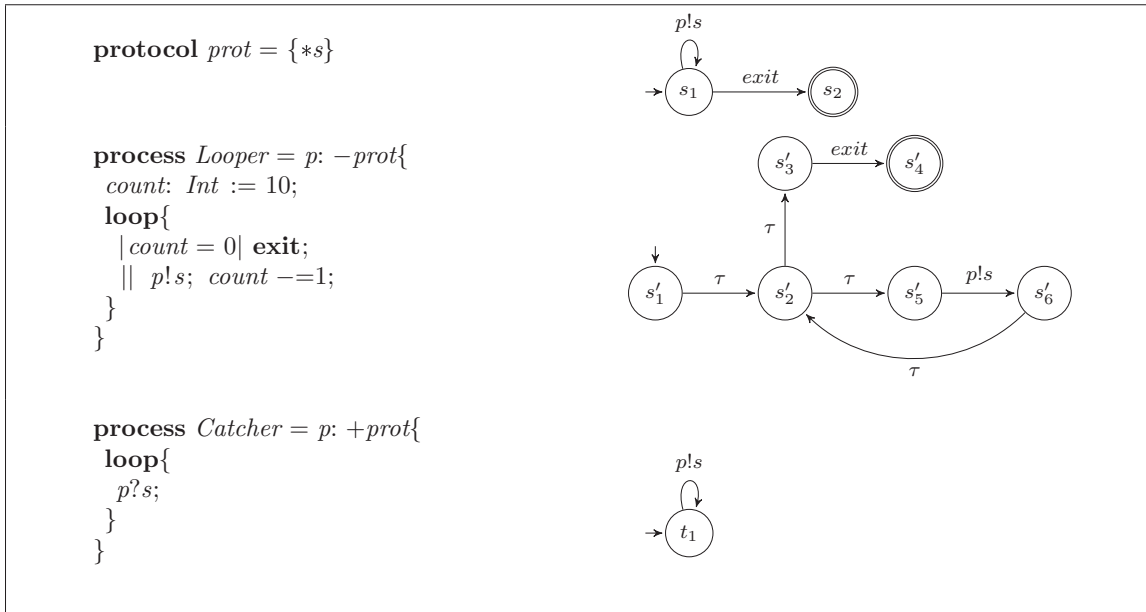 protocol prot = {∗s}
p!s
s₁
exit
s₂
process Looper = p: −prot{
count: Int := 10;
loop{
|count = 0| exit;
|| p!s; count −=1;
}
}
s′₃
exit
s′₄
τ
s′₁
τ
s′₂
τ
s′₅
p!s
s′₆
τ
process Catcher = p: +prot{
loop{
p?s;
}
}
p!s
t₁